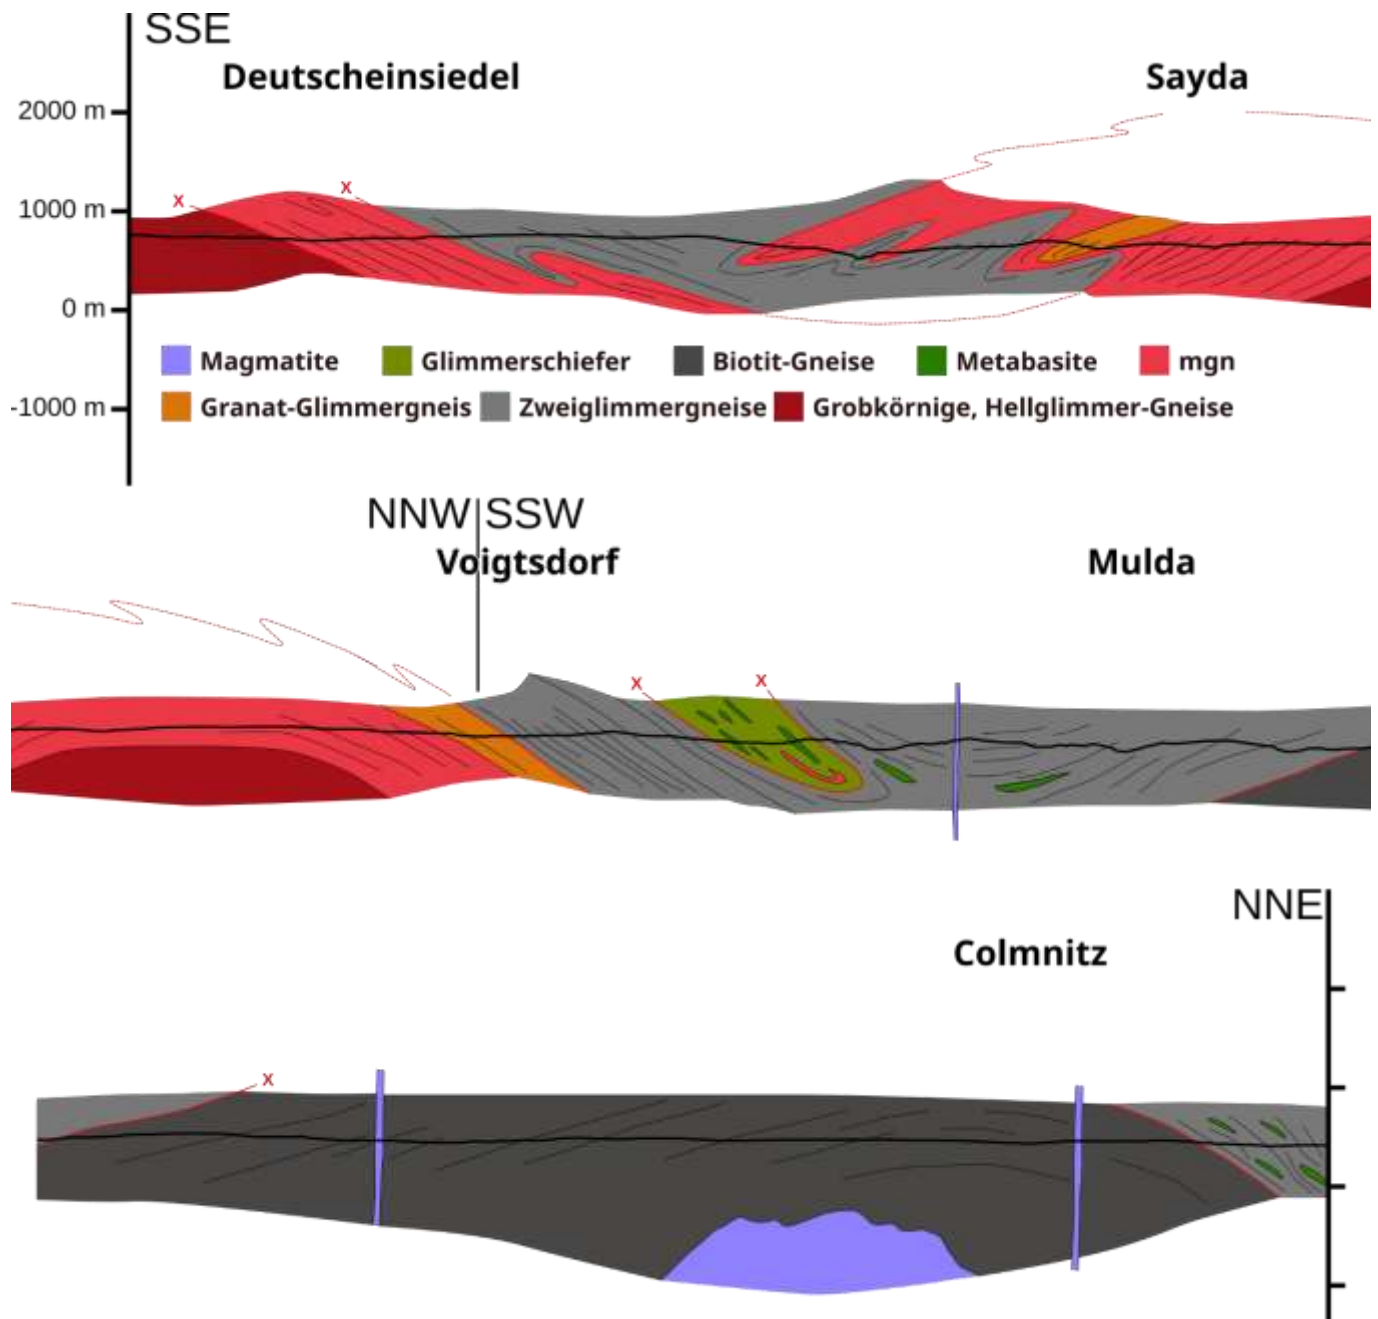 SSE
Deutscheinsiedel Sayda
2000 m
x x
1000 m
0 m
Magmatite Glimmerschiefer Biotit-Gneise Metabasite mgn
-1000 m Granat-Glimmergneis Zweiglimmergneise Grobkörnige, Hellglimmer-Gneise
NNW SSW
Voigtsdorf Mulda
x x
NNE
Colmnitz
x